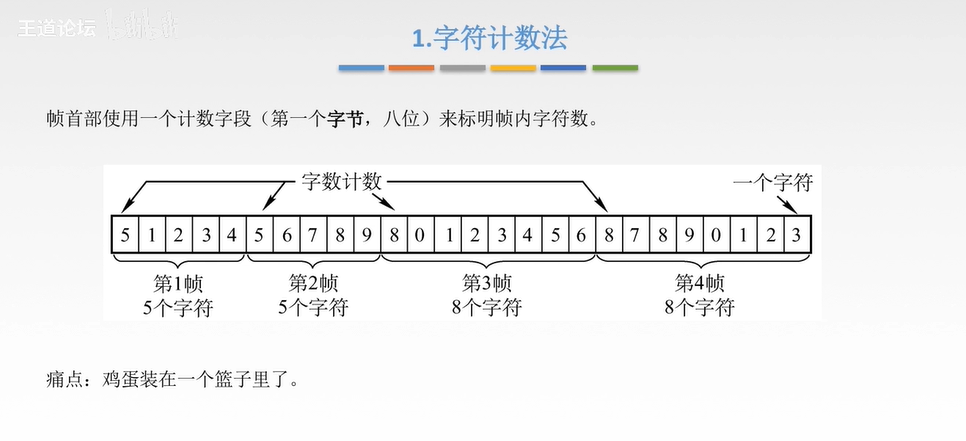 王道论坛 bilibili
1.字符计数法
帧首部使用一个计数字段（第一个字节，八位）来标明帧内字符数。
字数计数 一个字符
5 1 2 3 4 5 6 7 8 9 8 0 1 2 3 4 5 6 8 7 8 9 0 1 2 3
第1帧 第2帧 第3帧 第4帧
5个字符 5个字符 8个字符 8个字符
痛点：鸡蛋装在一个篮子里了。